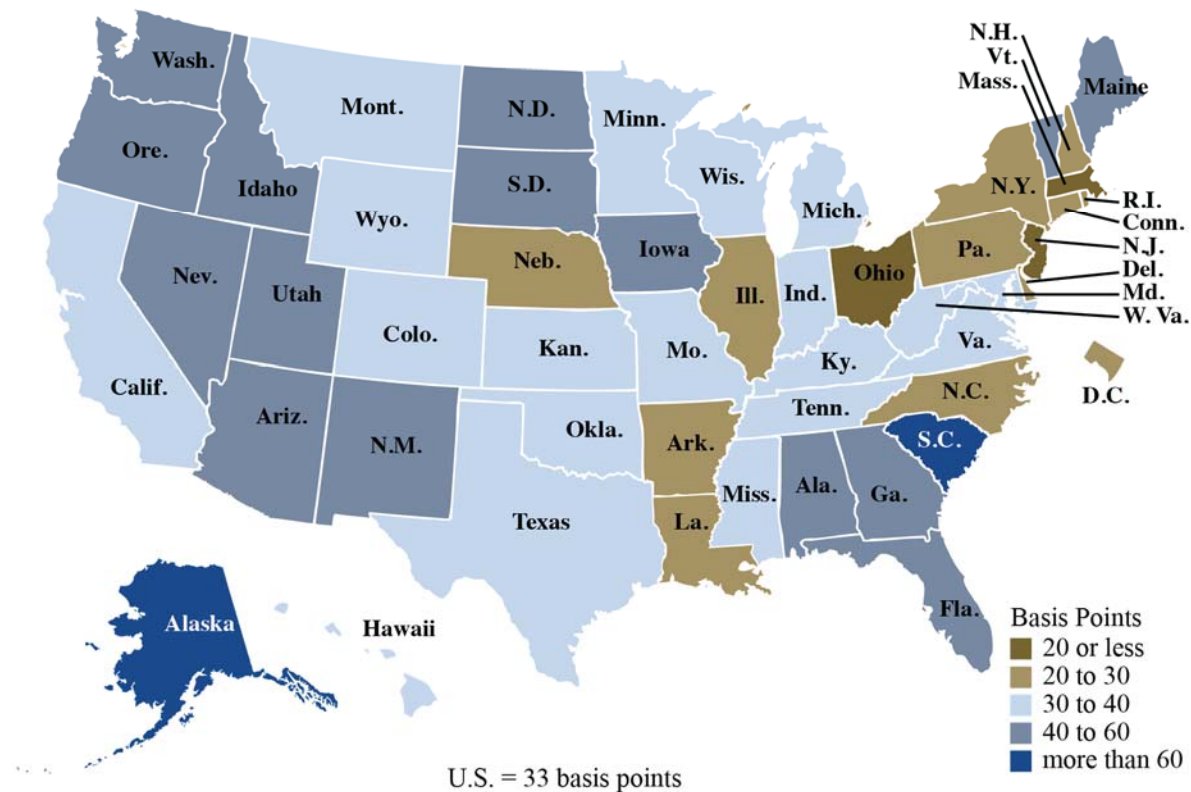 N.H.
Vt.
Mass.
Wash.
Mont.
N.D.
Minn.
Maine
Ore.
Idaho
S.D.
Wis.
Mich.
N.Y.
Wyo.
R.I.
Conn.
N.J.
Del.
Md.
W. Va.
Nev.
Utah
Neb.
Iowa
Ill.
Ind.
Ohio
Pa.
Colo.
Kan.
Mo.
Ky.
Va.
Calif.
Ariz.
N.M.
Okla.
Ark.
Tenn.
N.C.
D.C.
S.C.
Texas
La.
Miss.
Ala.
Ga.
Fla.
Alaska
Hawaii
Basis Points
20 or less
20 to 30
30 to 40
40 to 60
more than 60
U.S. = 33 basis points